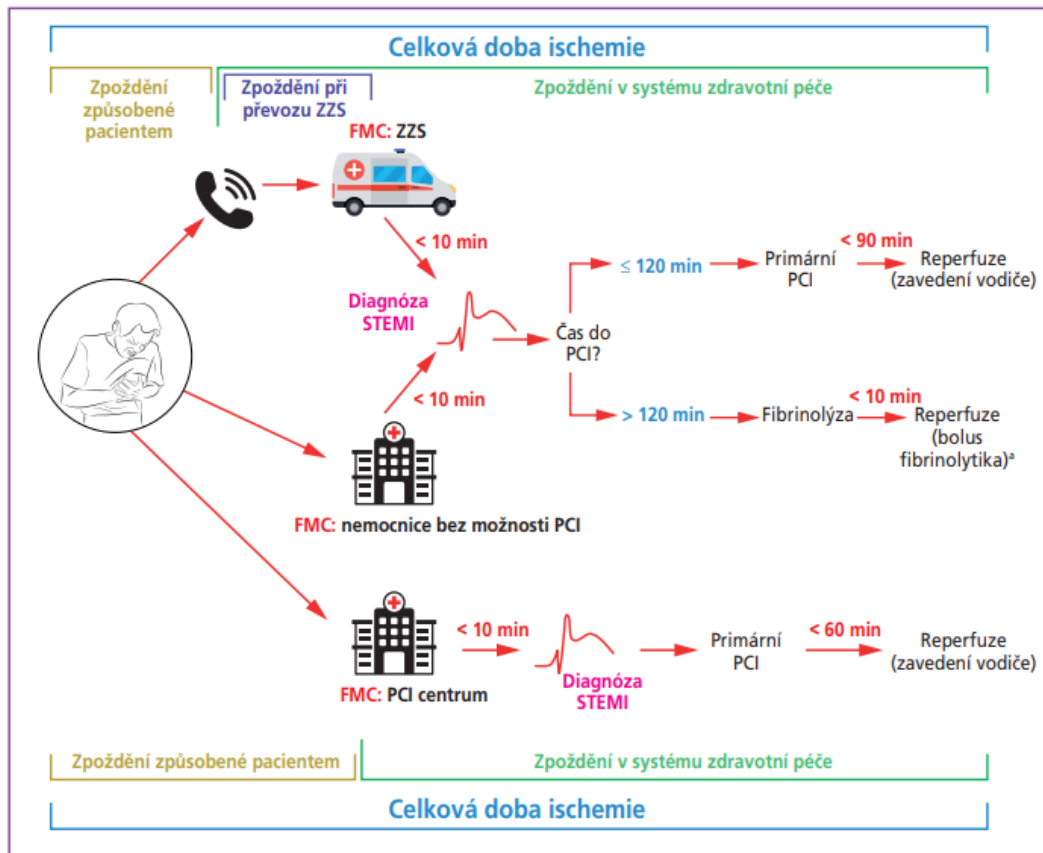 Celková doba ischemie
Zpoždění
způsobené
pacientem
Zpoždění při
převozu ZZS
Zpoždění v systému zdravotní péče
FMC: ZZS
< 10 min
Diagnóza
STEMI
< 10 min
Čas do
PCI?
≤ 120 min
Primární
PCI
< 90 min
Reperfuze
(zavedení vodiče)
> 120 min
Fibrinolýza
< 10 min
Reperfuze
(bolus
fibrinolytika)ª
FMC: nemocnice bez možnosti PCI
FMC: PCI centrum
< 10 min
Diagnóza
STEMI
Primární
PCI
< 60 min
Reperfuze
(zavedení vodiče)
Zpoždění způsobené pacientem
Zpoždění v systému zdravotní péče
Celková doba ischemie